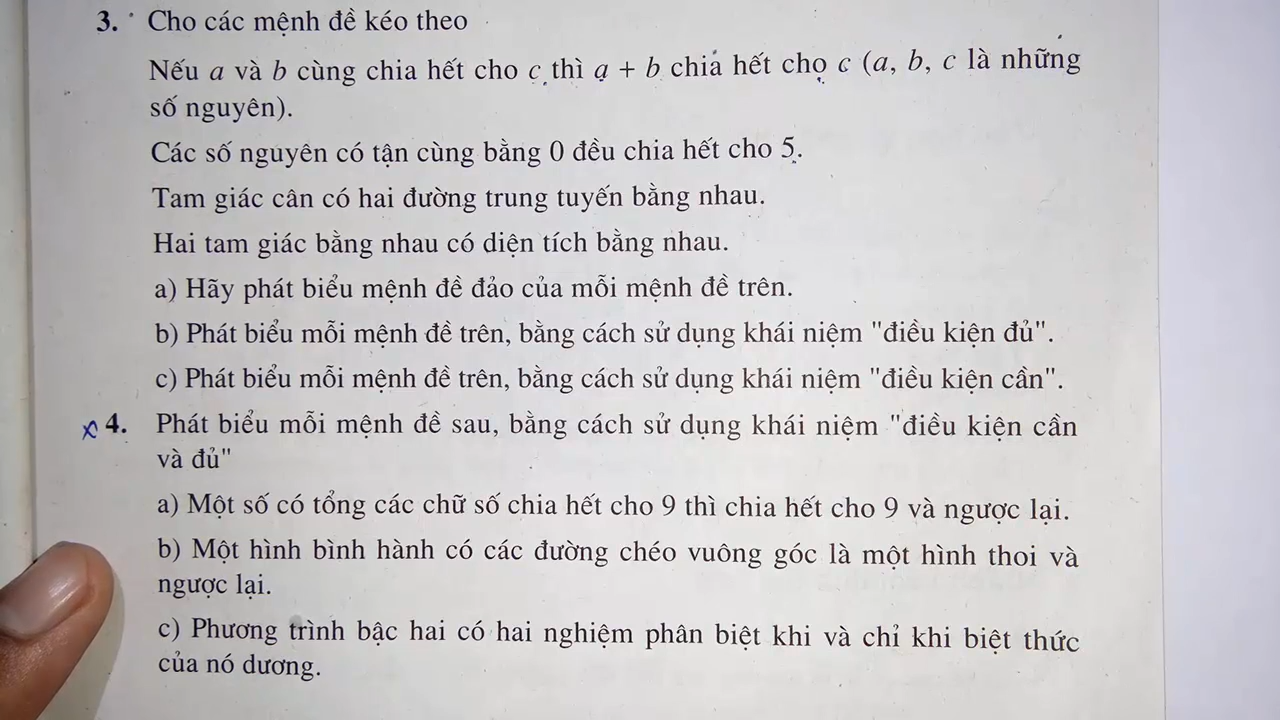 3. Cho các mệnh đề kéo theo
Nếu a và b cùng chia hết cho c thì a + b chia hết cho c (a, b, c là những
số nguyên).
Các số nguyên có tận cùng bằng 0 đều chia hết cho 5.
Tam giác cân có hai đường trung tuyến bằng nhau.
Hai tam giác bằng nhau có diện tích bằng nhau.
a) Hãy phát biểu mệnh đề đảo của mỗi mệnh đề trên.
b) Phát biểu mỗi mệnh đề trên, bằng cách sử dụng khái niệm "điều kiện đủ".
c) Phát biểu mỗi mệnh đề trên, bằng cách sử dụng khái niệm "điều kiện cần".
x 4. Phát biểu mỗi mệnh đề sau, bằng cách sử dụng khái niệm "điều kiện cần
và đủ"
a) Một số có tổng các chữ số chia hết cho 9 thì chia hết cho 9 và ngược lại.
b) Một hình bình hành có các đường chéo vuông góc là một hình thoi và
ngược lại.
c) Phương trình bậc hai có hai nghiệm phân biệt khi và chỉ khi biệt thức
của nó dương.